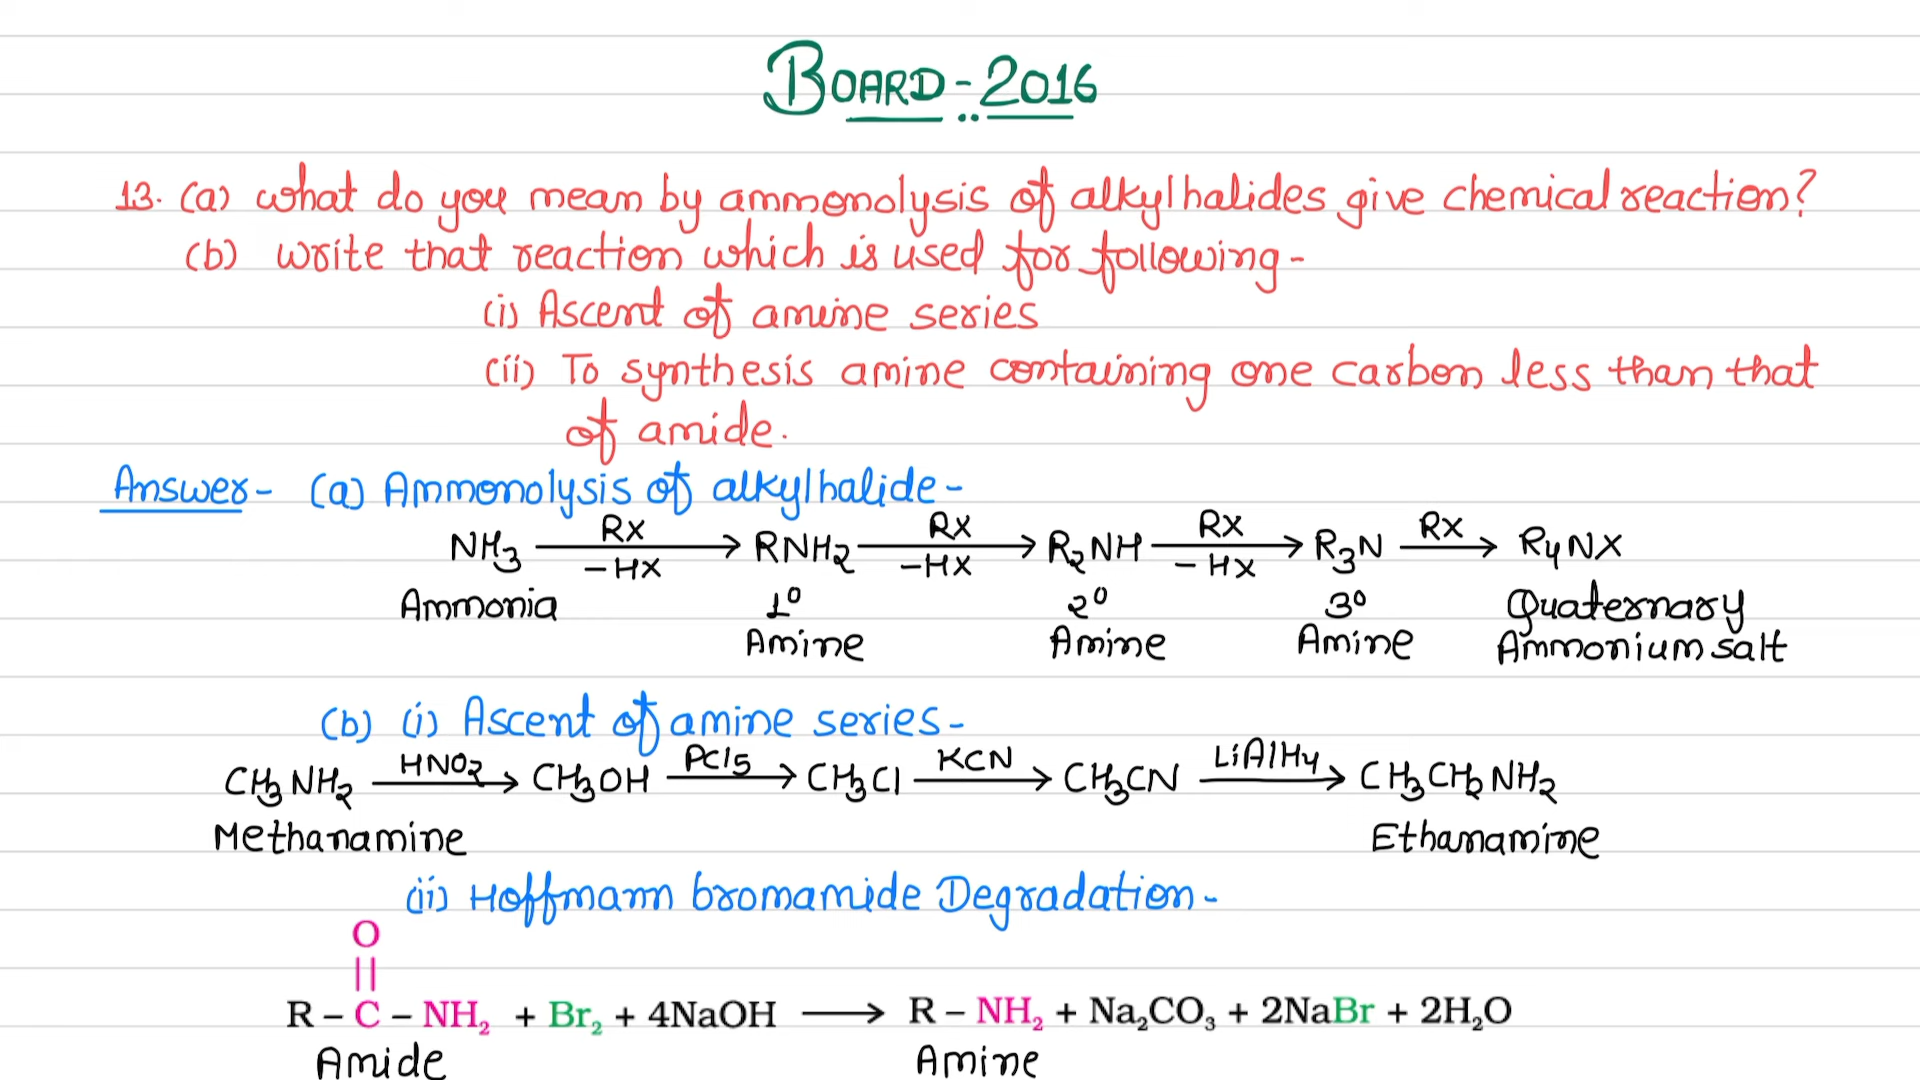 BOARD-2016
13. (a) what do you mean by ammonolysis of alkylhalides give chemical reaction?
(b) write that reaction which is used for following-
(i) Ascent of amine series
(ii) To synthesis amine containing one carbon less than that
of amide.
Answer- (a) Ammonolysis of alkylhalide-
NH3 —RX/-HX→ RNH2 —RX/-HX→ R2NH —RX/-HX→ R3N —RX→ R4NX
Ammonia 1° 2° 3° Quaternary
Amine Amine Amine Ammonium salt
(b) (i) Ascent of amine series-
CH3NH2 —HNO2→ CH3OH —PCl5→ CH3Cl —KCN→ CH3CN —LiAlH4→ CH3CH2NH2
Methanamine Ethanamine
(ii) Hoffmann bromamide Degradation-
O
||
R – C – NH2 + Br2 + 4NaOH → R – NH2 + Na2CO3 + 2NaBr + 2H2O
Amide Amine